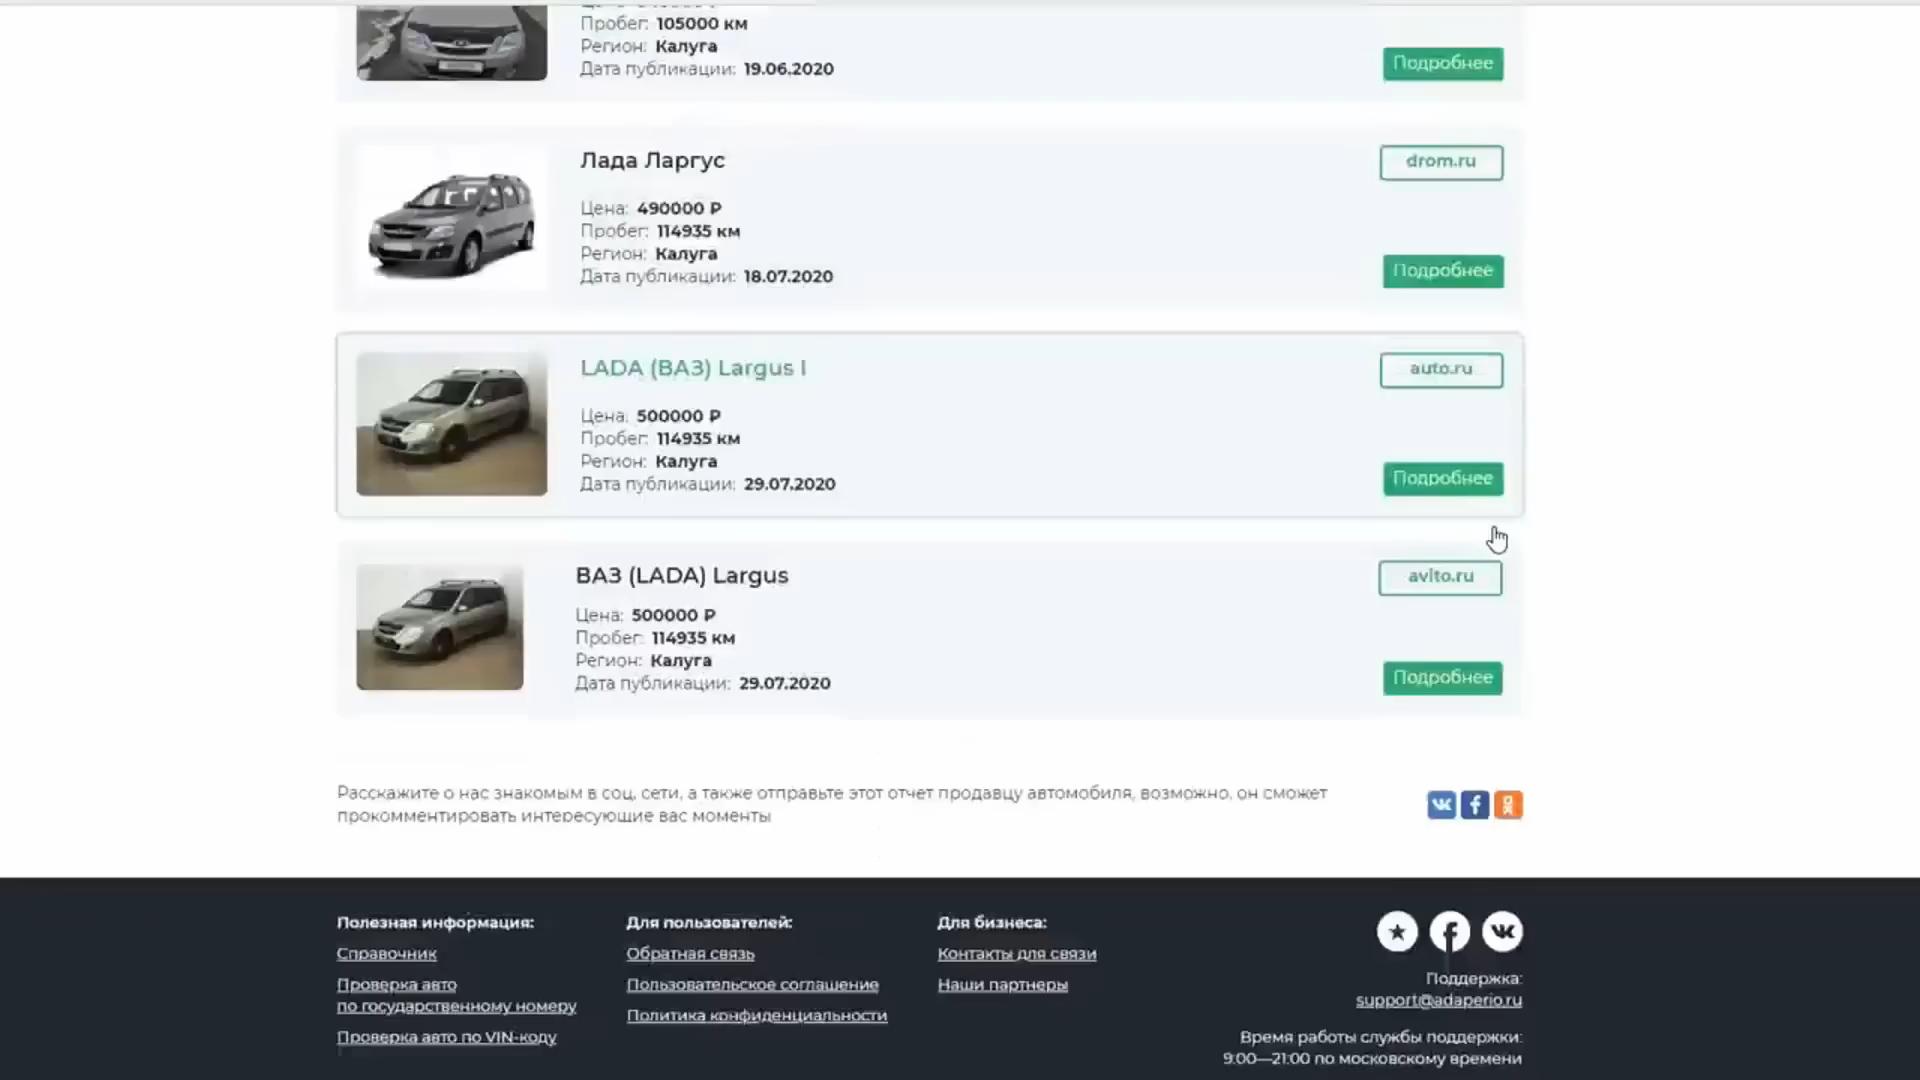 Пробег: 105000 км
Регион: Калуга
Дата публикации: 19.06.2020
Подробнее
Лада Ларгус
drom.ru
Цена: 490000 ₽
Пробег: 114935 км
Регион: Калуга
Дата публикации: 18.07.2020
Подробнее
LADA (ВАЗ) Largus I
auto.ru
Цена: 500000 ₽
Пробег: 114935 км
Регион: Калуга
Дата публикации: 29.07.2020
Подробнее
ВАЗ (LADA) Largus
avito.ru
Цена: 500000 ₽
Пробег: 114935 км
Регион: Калуга
Дата публикации: 29.07.2020
Подробнее
Расскажите о нас знакомым в соц. сети, а также отправьте этот отчет продавцу автомобиля, возможно, он сможет
прокомментировать интересующие вас моменты
Полезная информация:
Справочник
Проверка авто
по государственному номеру
Проверка авто по VIN-коду
Для пользователей:
Обратная связь
Пользовательское соглашение
Политика конфиденциальности
Для бизнеса:
Контакты для связи
Наши партнеры
Поддержка:
support@adaperio.ru
Время работы службы поддержки:
9:00—21:00 по московскому времени